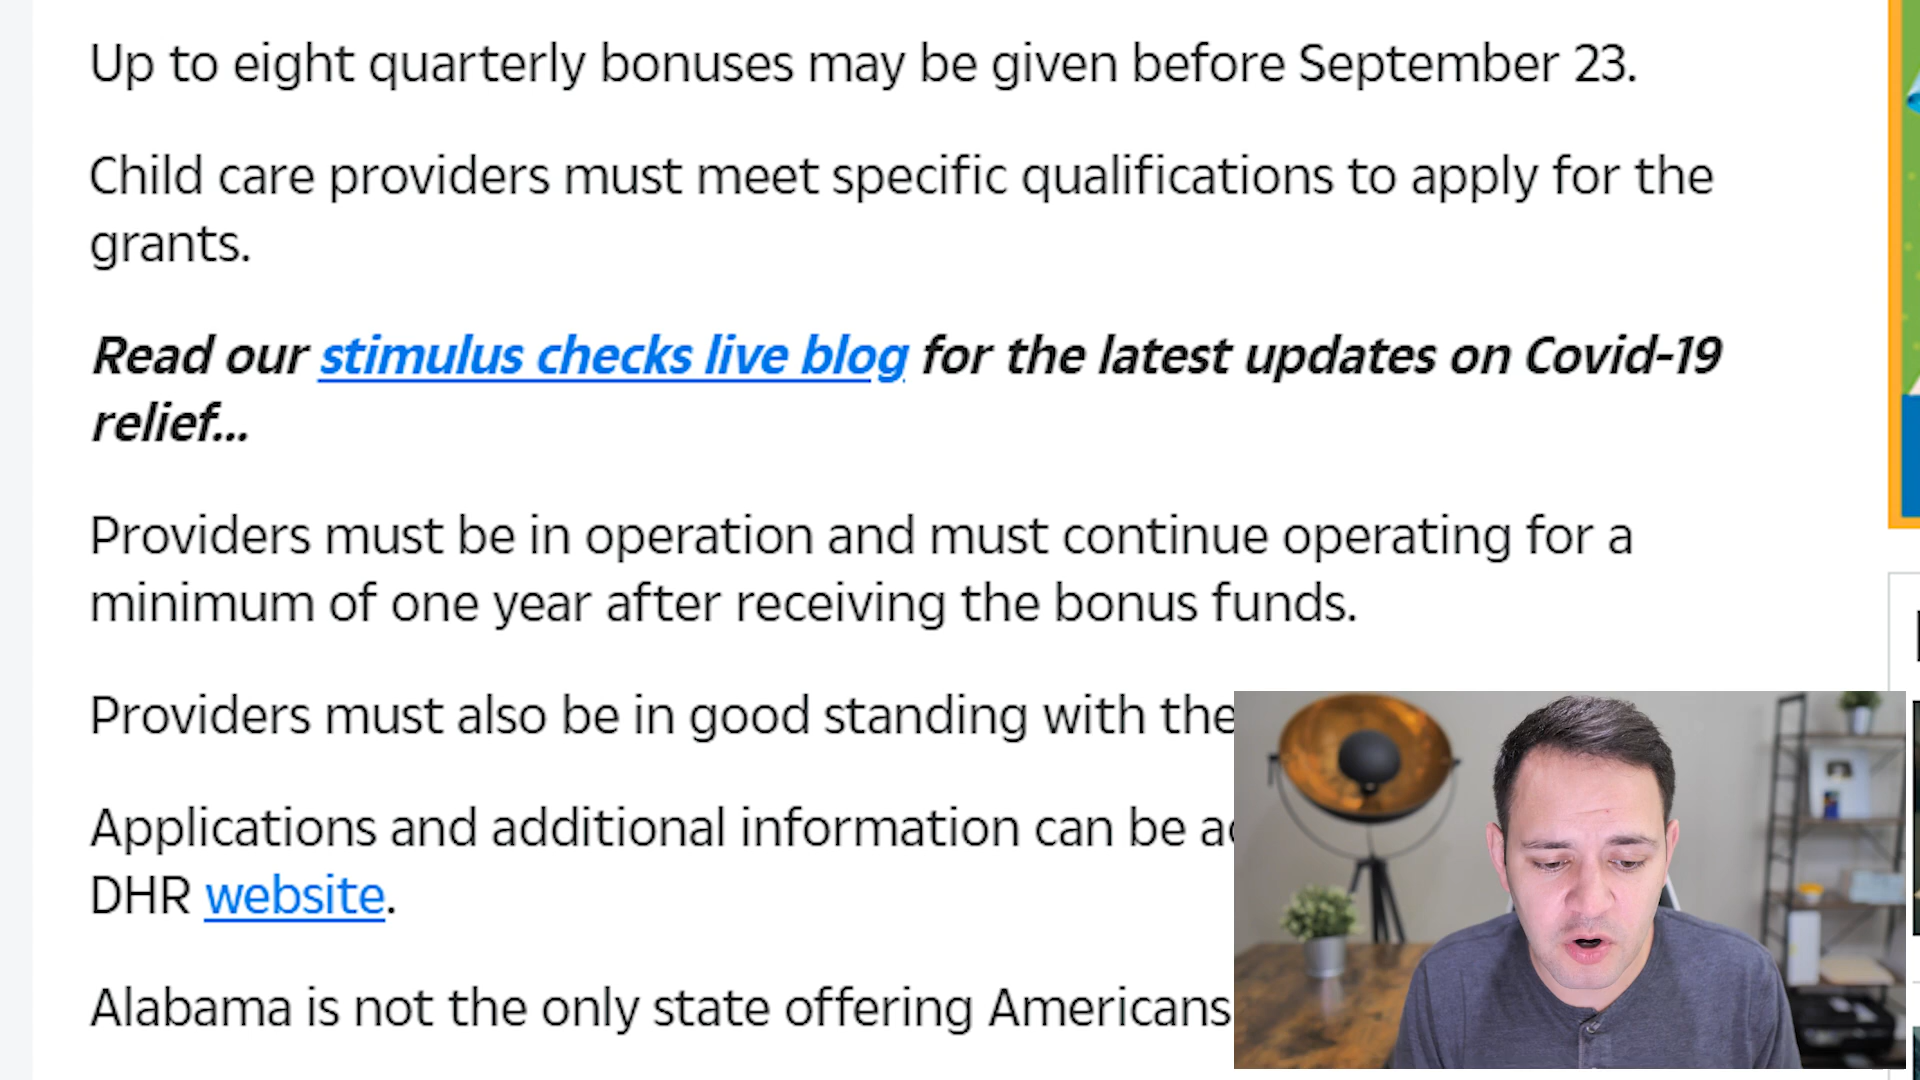 Up to eight quarterly bonuses may be given before September 23.
Child care providers must meet specific qualifications to apply for the
grants.
Read our stimulus checks live blog for the latest updates on Covid-19
relief...
Providers must be in operation and must continue operating for a
minimum of one year after receiving the bonus funds.
Providers must also be in good standing with the
Applications and additional information can be
DHR website.
Alabama is not the only state offering Americans